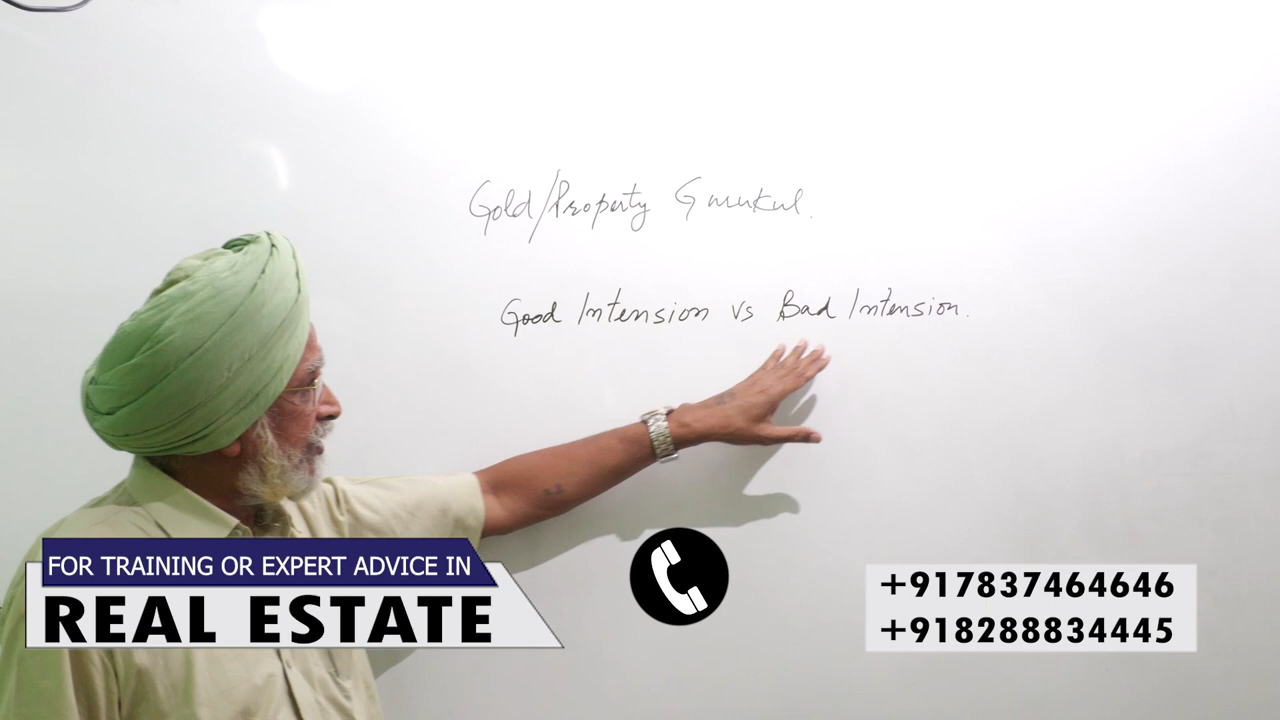 Gold/Property Gurukul.
Good Intension vs Bad Intension.
FOR TRAINING OR EXPERT ADVICE IN
REAL ESTATE
+917837464646
+918288834445